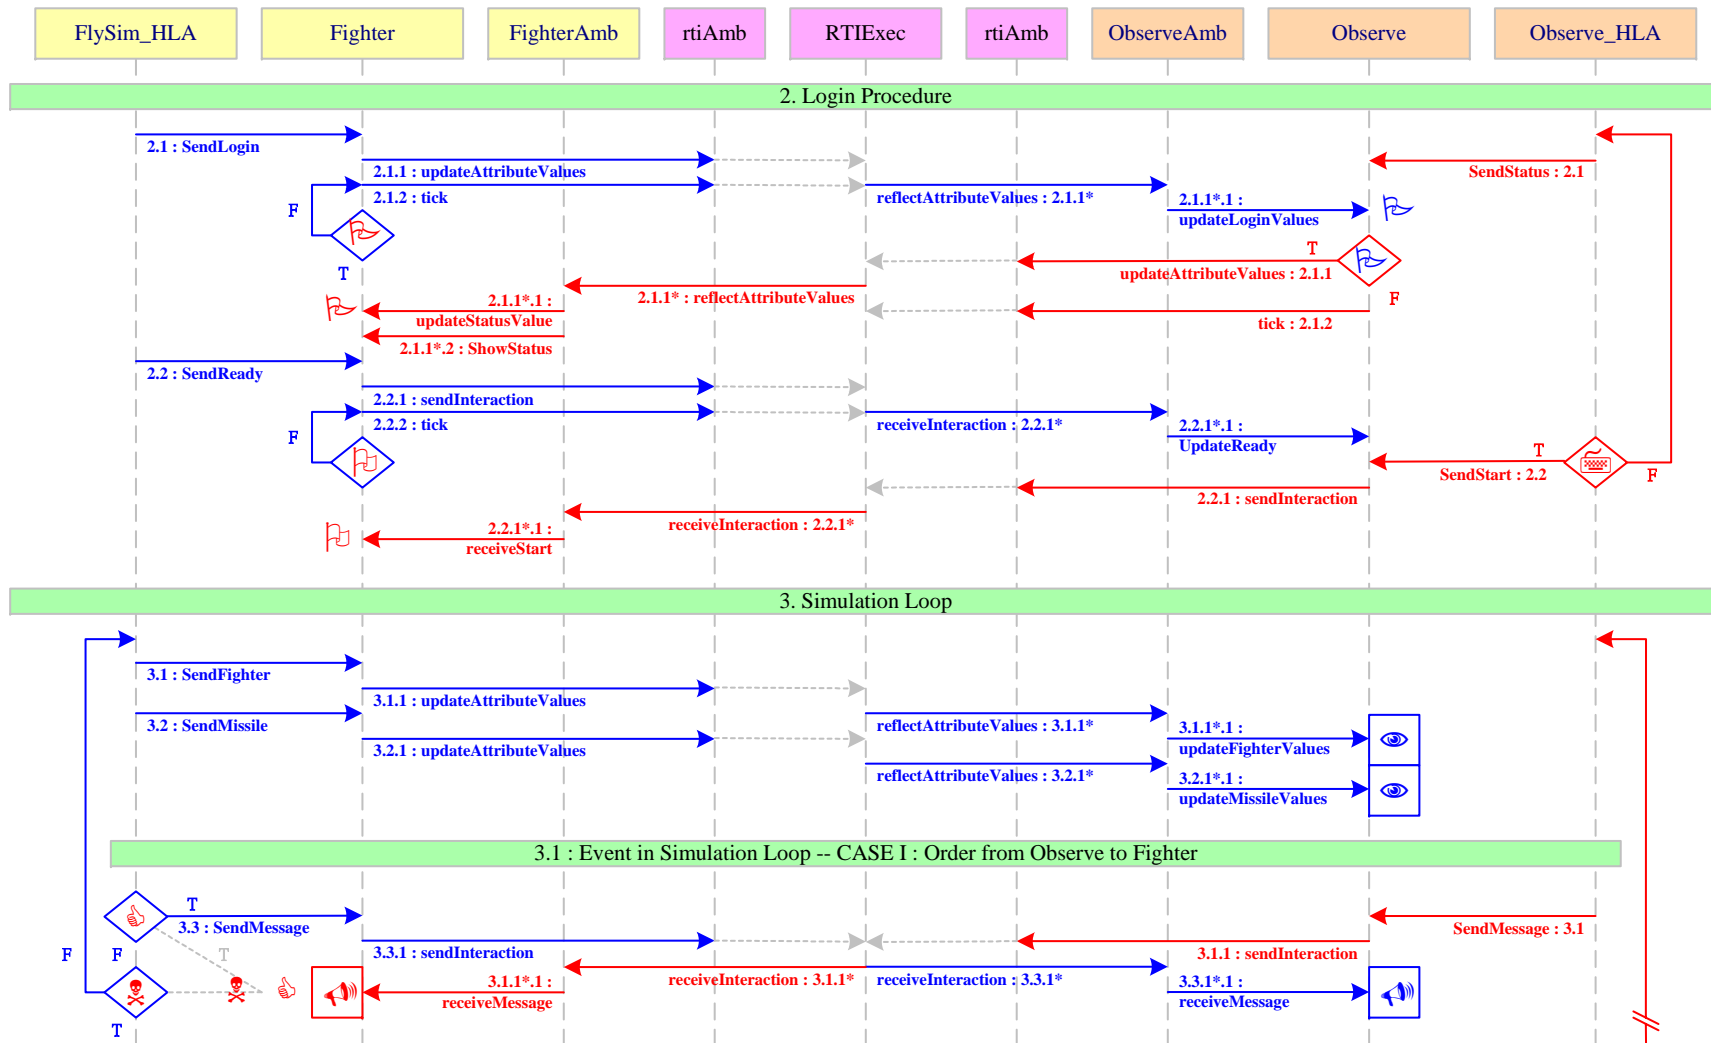 FlySim_HLA
Fighter
FighterAmb
rtiAmb
RTIExec
rtiAmb
ObserveAmb
Observe
Observe_HLA
2. Login Procedure
2.1 : SendLogin
2.1.1 : updateAttributeValues
SendStatus : 2.1
2.1.2 : tick
reflectAttributeValues : 2.1.1*
2.1.1*.1 :
updateLoginValues
F
T
T
updateAttributeValues : 2.1.1
F
2.1.1* : reflectAttributeValues
2.1.1*.1 :
updateStatusValue
tick : 2.1.2
2.1.1*.2 : ShowStatus
2.2 : SendReady
2.2.1 : sendInteraction
2.2.2 : tick
receiveInteraction : 2.2.1*
2.2.1*.1 :
UpdateReady
F
T
SendStart : 2.2
F
2.2.1 : sendInteraction
receiveInteraction : 2.2.1*
2.2.1*.1 :
receiveStart
3. Simulation Loop
3.1 : SendFighter
3.1.1 : updateAttributeValues
3.2 : SendMissile
reflectAttributeValues : 3.1.1*
3.1.1*.1 :
updateFighterValues
3.2.1 : updateAttributeValues
reflectAttributeValues : 3.2.1*
3.2.1*.1 :
updateMissileValues
3.1 : Event in Simulation Loop -- CASE I : Order from Observe to Fighter
T
3.3 : SendMessage
SendMessage : 3.1
F
F
T
3.3.1 : sendInteraction
3.1.1 : sendInteraction
3.1.1*.1 :
receiveMessage
receiveInteraction : 3.1.1*
receiveInteraction : 3.3.1*
3.3.1*.1 :
receiveMessage
T